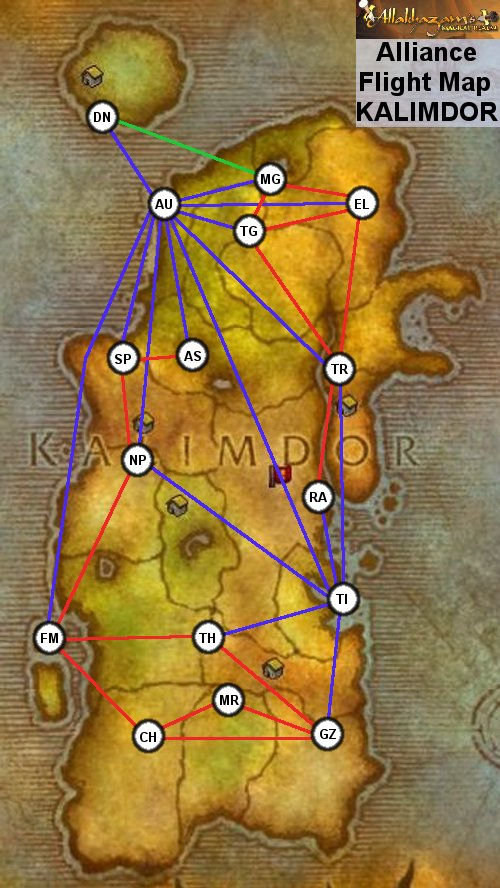 Allakhazam's
MAGICAL REALM
Alliance
Flight Map
KALIMDOR
DN
MG
AU
EL
TG
SP
AS
TR
KALIMDOR
NP
RA
TI
FM
TH
MR
CH
GZ